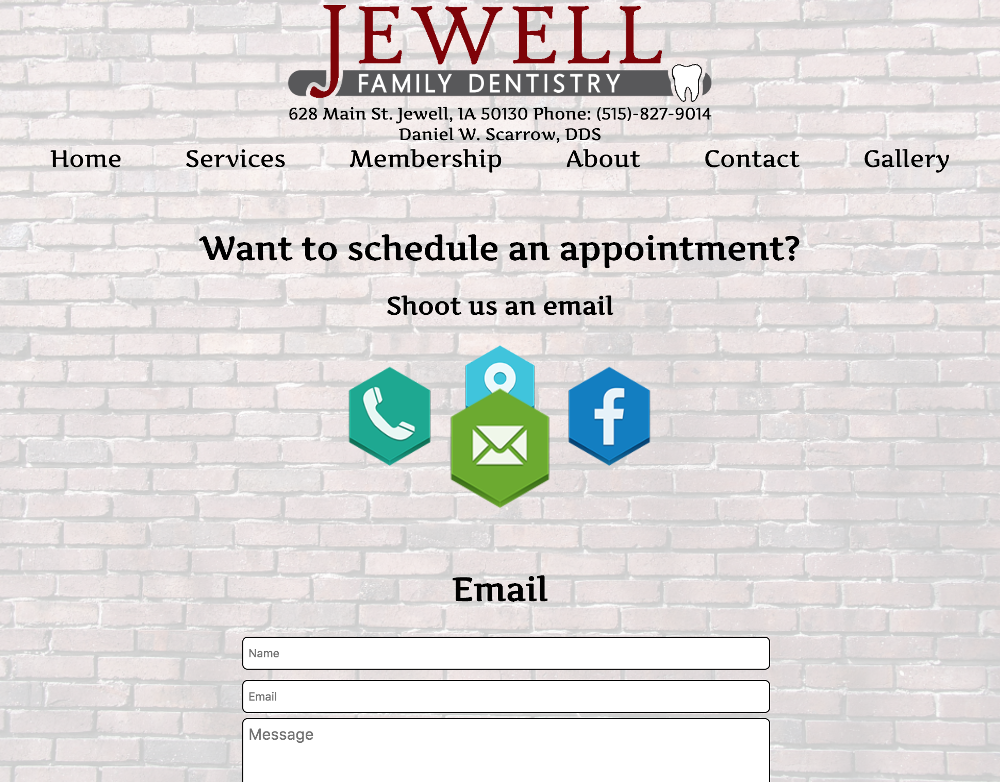 JEWELL
FAMILY DENTISTRY
628 Main St. Jewell, IA 50130 Phone: (515)-827-9014
Daniel W. Scarrow, DDS
Home Services Membership About Contact Gallery
Want to schedule an appointment?
Shoot us an email
Email
Name
Email
Message